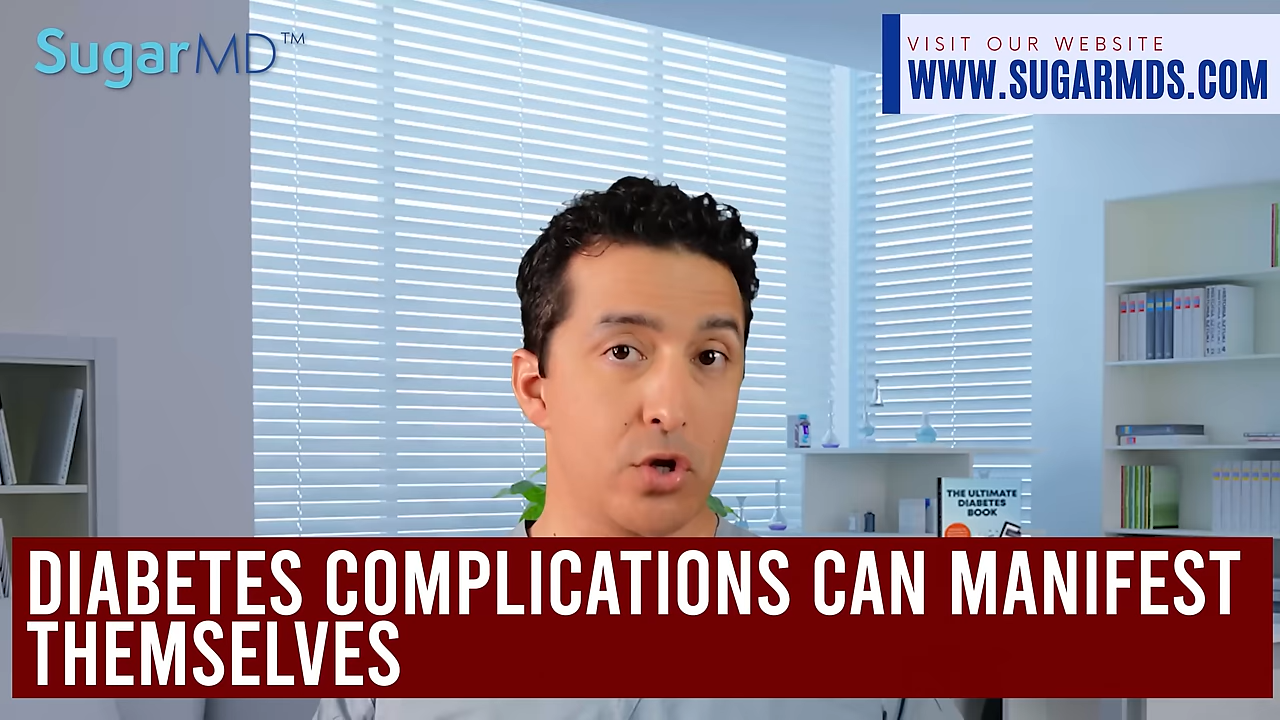 SugarMD™
VISIT OUR WEBSITE
WWW.SUGARMDS.COM
THE ULTIMATE
DIABETES
BOOK
DIABETES COMPLICATIONS CAN MANIFEST
THEMSELVES